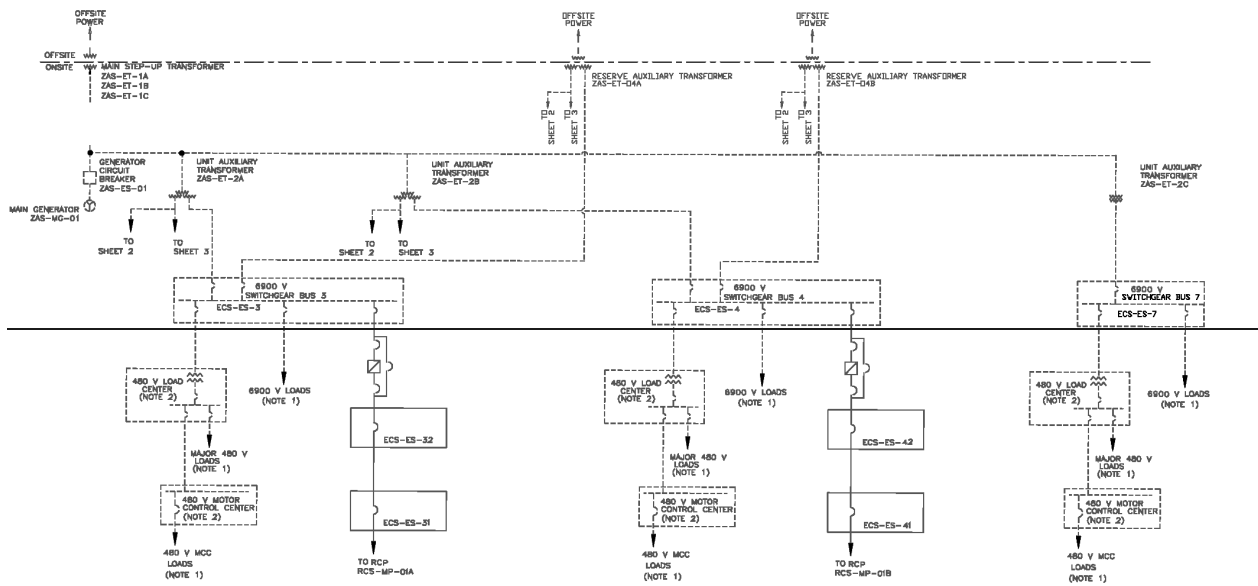 OFFSITE
POWER
OFFSITE
POWER
OFFSITE
POWER
OFFSITE
ONSITE
MAIN STEP-UP TRANSFORMER
ZAS-ET-1A
ZAS-ET-1B
ZAS-ET-1C
RESERVE AUXILIARY TRANSFORMER
ZAS-ET-04A
RESERVE AUXILIARY TRANSFORMER
ZAS-ET-04B
TO
SHEET 2
TO
SHEET 3
TO
SHEET 2
TO
SHEET 3
GENERATOR
CIRCUIT
BREAKER
ZAS-ES-01
UNIT AUXILIARY
TRANSFORMER
ZAS-ET-2A
UNIT AUXILIARY
TRANSFORMER
ZAS-ET-2B
UNIT AUXILIARY
TRANSFORMER
ZAS-ET-2C
MAIN GENERATOR
ZAS-MG-01
TO
SHEET 2
TO
SHEET 3
TO
SHEET 2
TO
SHEET 3
6900 V
SWITCHGEAR BUS 3
ECS-ES-3
6900 V
SWITCHGEAR BUS 4
ECS-ES-4
6900 V
SWITCHGEAR BUS 7
ECS-ES-7
480 V LOAD
CENTER
(NOTE 2)
6900 V LOADS
(NOTE 1)
MAJOR 480 V
LOADS
(NOTE 1)
480 V MOTOR
CONTROL CENTER
(NOTE 2)
480 V MCC
LOADS
(NOTE 1)
ECS-ES-32
ECS-ES-31
TO RCP
RCS-MP-01A
480 V LOAD
CENTER
(NOTE 2)
6900 V LOADS
(NOTE 1)
MAJOR 480 V
LOADS
(NOTE 1)
480 V MOTOR
CONTROL CENTER
(NOTE 2)
480 V MCC
LOADS
(NOTE 1)
ECS-ES-42
ECS-ES-41
TO RCP
RCS-MP-01B
480 V LOAD
CENTER
(NOTE 2)
6900 V LOADS
(NOTE 1)
MAJOR 480 V
LOADS
(NOTE 1)
480 V MOTOR
CONTROL CENTER
(NOTE 2)
480 V MCC
LOADS
(NOTE 1)